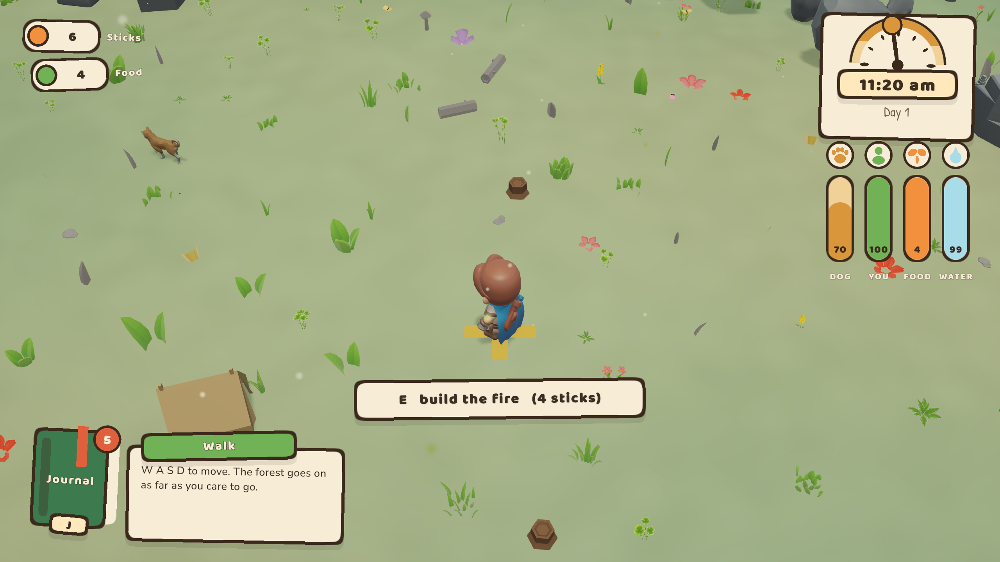 6 Sticks
4 Food
11:20 am
Day 1
70 100 4 99
DOG YOU FOOD WATER
E build the fire (4 sticks)
5
Journal
J
Walk
W A S D to move. The forest goes on
as far as you care to go.